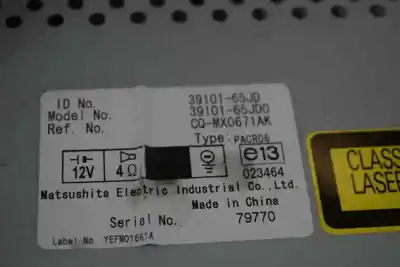 ID No. 39101-65JD
Model No. 39101-65JD0
Ref. No. CQ-MX0671AK
Type: PACR06
12V 4Ω e13
023464
Matsushita Electric Industrial Co., Ltd.
Made in China
Serial No. 79770
Label No. YEFM01661A
CLASS
LASER